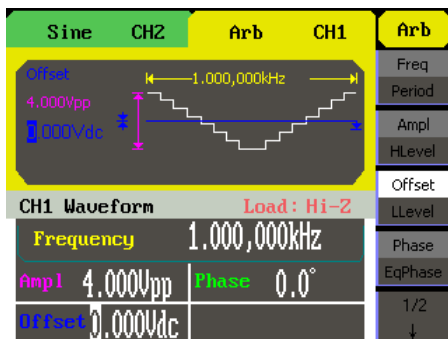 Sine CH2 Arb CH1 Arb
Offset
4.000Vpp
0.000Vdc
1.000,000kHz
CH1 Waveform Load: Hi-Z
Frequency 1.000,000kHz
Ampl 4.000Vpp Phase 0.0°
Offset 0.000Vdc
Freq
Period
Ampl
HLevel
Offset
LLevel
Phase
EqPhase
1/2
↓